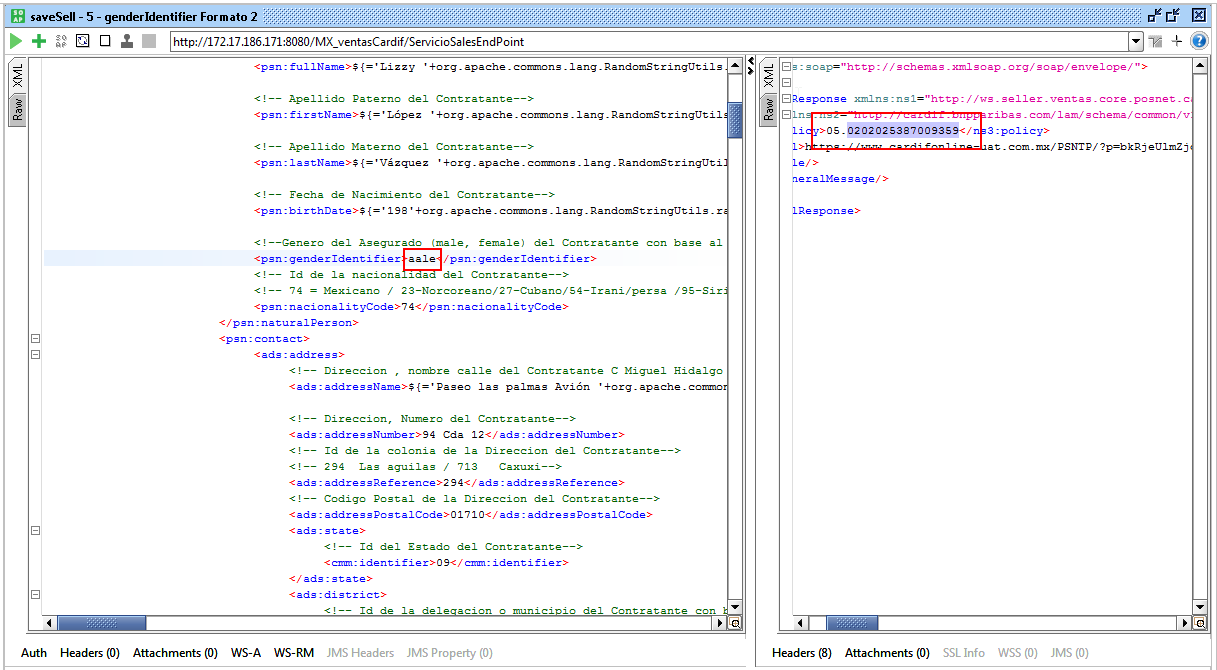 saveSell - 5 - genderIdentifier Formato 2
http://172.17.186.171:8080/MX_ventasCardif/ServicioSalesEndPoint
XML
Raw
<psn:fullName>${='Lizzy '+org.apache.commons.lang.RandomStringUtils.
<!-- Apellido Paterno del Contratante-->
<psn:firstName>${='López '+org.apache.commons.lang.RandomStringUtils
<!-- Apellido Materno del Contratante-->
<psn:lastName>${='Vázquez '+org.apache.commons.lang.RandomStringUtil
<!-- Fecha de Nacimiento del Contratante-->
<psn:birthDate>${='198'+org.apache.commons.lang.RandomStringUtils.ra
<!--Genero del Asegurado (male, female) del Contratante con base al
<psn:genderIdentifier>aale</psn:genderIdentifier>
<!-- Id de la nacionalidad del Contratante-->
<!-- 74 = Mexicano / 23-Norcoreano/27-Cubano/54-Irani/persa /95-Siri
<psn:nacionalityCode>74</psn:nacionalityCode>
</psn:naturalPerson>
<psn:contact>
<ads:address>
<!-- Direccion , nombre calle del Contratante C Miguel Hidalgo
<ads:addressName>${='Paseo las palmas Avión '+org.apache.common
<!-- Direccion, Numero del Contratante-->
<ads:addressNumber>94 Cda 12</ads:addressNumber>
<!-- Id de la colonia de la Direccion del Contratante-->
<!-- 294  Las aguilas / 713   Caxuxi-->
<ads:addressReference>294</ads:addressReference>
<!-- Codigo Postal de la Direccion del Contratante-->
<ads:addressPostalCode>01710</ads:addressPostalCode>
<ads:state>
<!-- Id del Estado del Contratante-->
<cmm:identifier>09</cmm:identifier>
</ads:state>
<ads:district>
<!-- Id de la delegacion o municipio del Contratante con b
XML
Raw
s:soap="http://schemas.xmlsoap.org/soap/envelope/">
Response xmlns:ns1="http://ws.seller.ventas.core.posnet.ca
lns:ns2="http://cardif.bnpparibas.com/lam/schema/common/v
licy>05.0202025387009359</ns3:policy>
l>https://www.cardifonline-uat.com.mx/PSNTP/?p=bkRjeUlmZj
le/>
neralMessage/>
lResponse>
Auth Headers (0) Attachments (0) WS-A WS-RM JMS Headers JMS Property (0)
Headers (8) Attachments (0) SSL Info WSS (0) JMS (0)